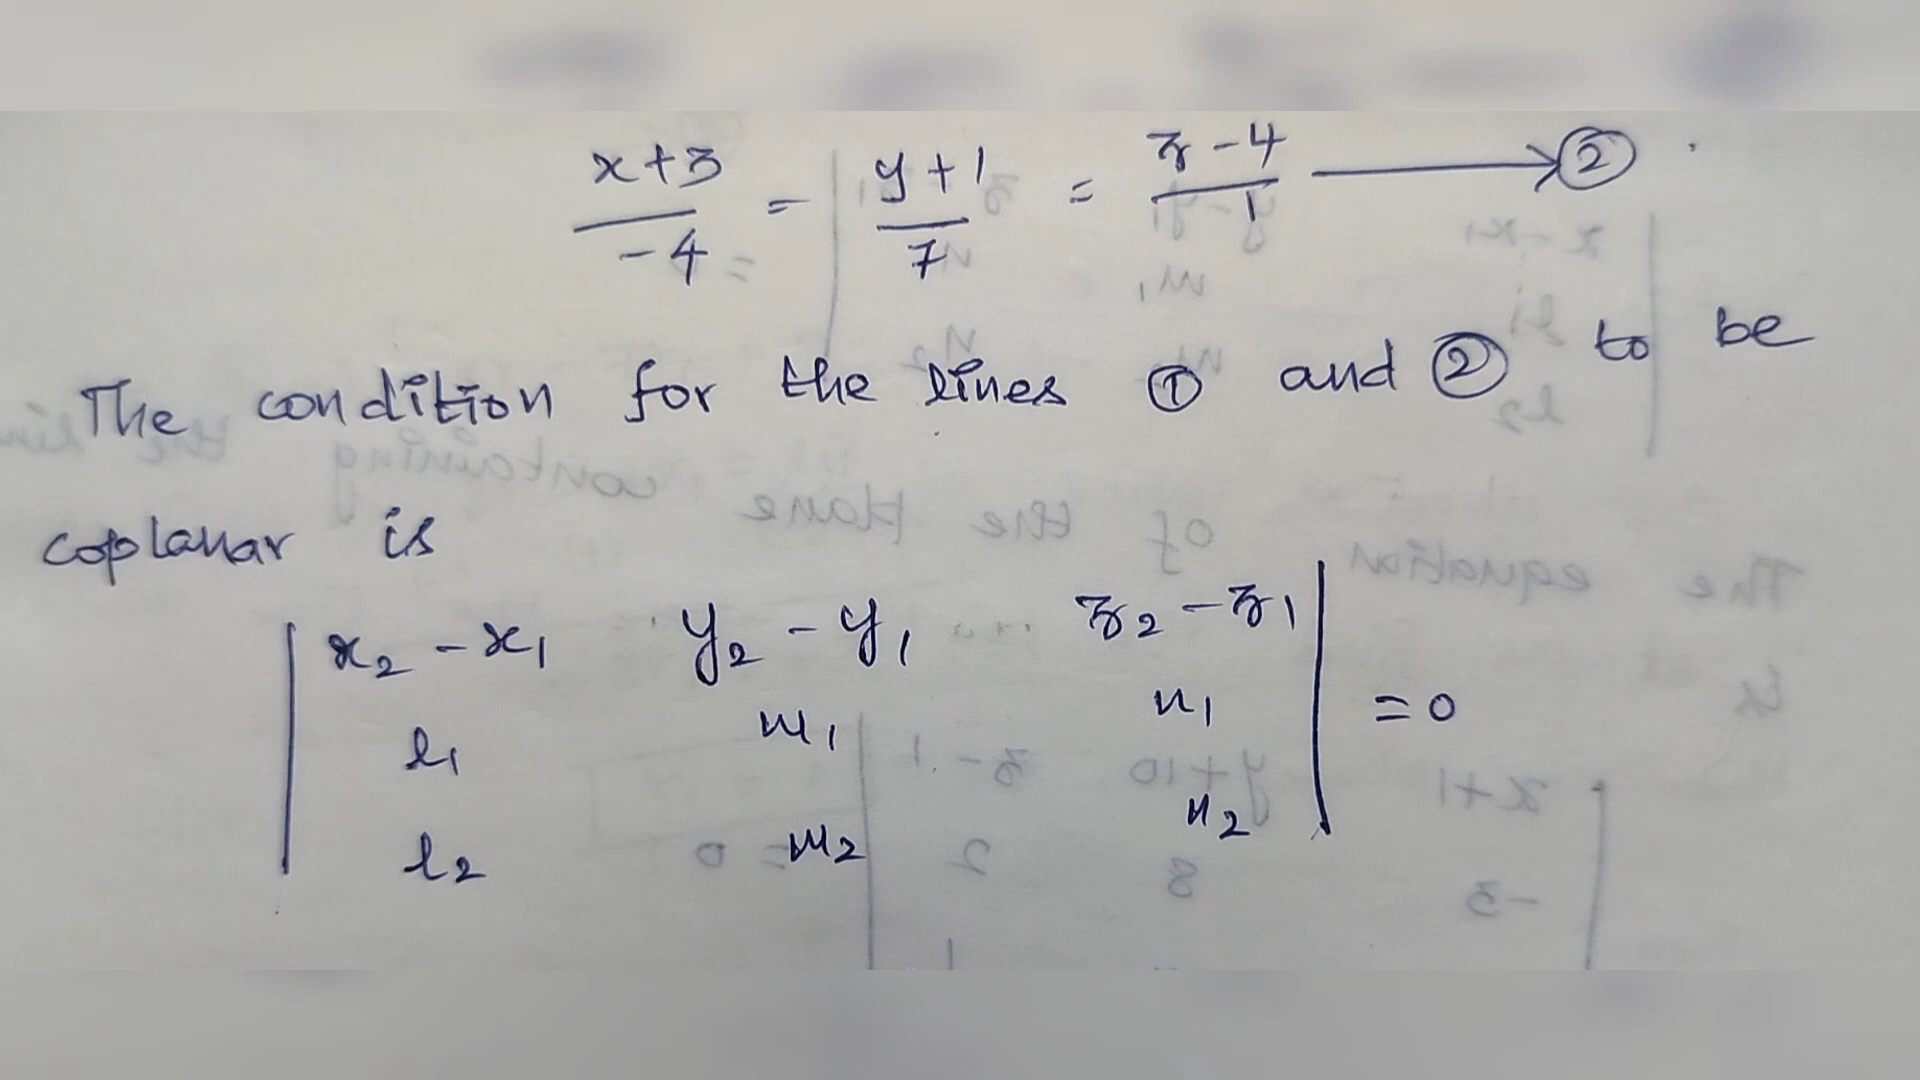 x+3/-4 = y+1/7 = z-4/1 → ②
The condition for the lines ① and ② to be
coplanar is
| x₂ - x₁ y₂ - y₁ z₂ - z₁ |
| l₁ m₁ n₁ | = 0
| l₂ m₂ n₂ |